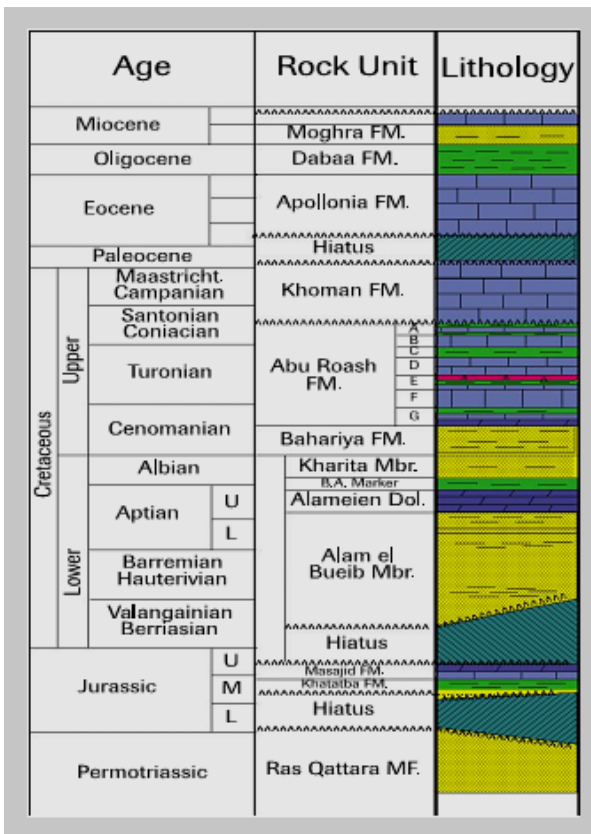 Age
Rock Unit
Lithology
Miocene
Moghra FM.
Oligocene
Dabaa FM.
Eocene
Apollonia FM.
Hiatus
Paleocene
Cretaceous
Upper
Maastricht.
Campanian
Khoman FM.
Santonian
Coniacian
Turonian
Abu Roash
FM.
A
B
C
D
E
F
G
Cenomanian
Bahariya FM.
Lower
Albian
Kharita Mbr.
B.A. Marker
Aptian
U
L
Alameien Dol.
Barremian
Hauterivian
Alam el
Bueib Mbr.
Valangainian
Berriasian
Hiatus
Jurassic
U
M
L
Masajid FM.
Khatatba FM.
Hiatus
Permotriassic
Ras Qattara MF.